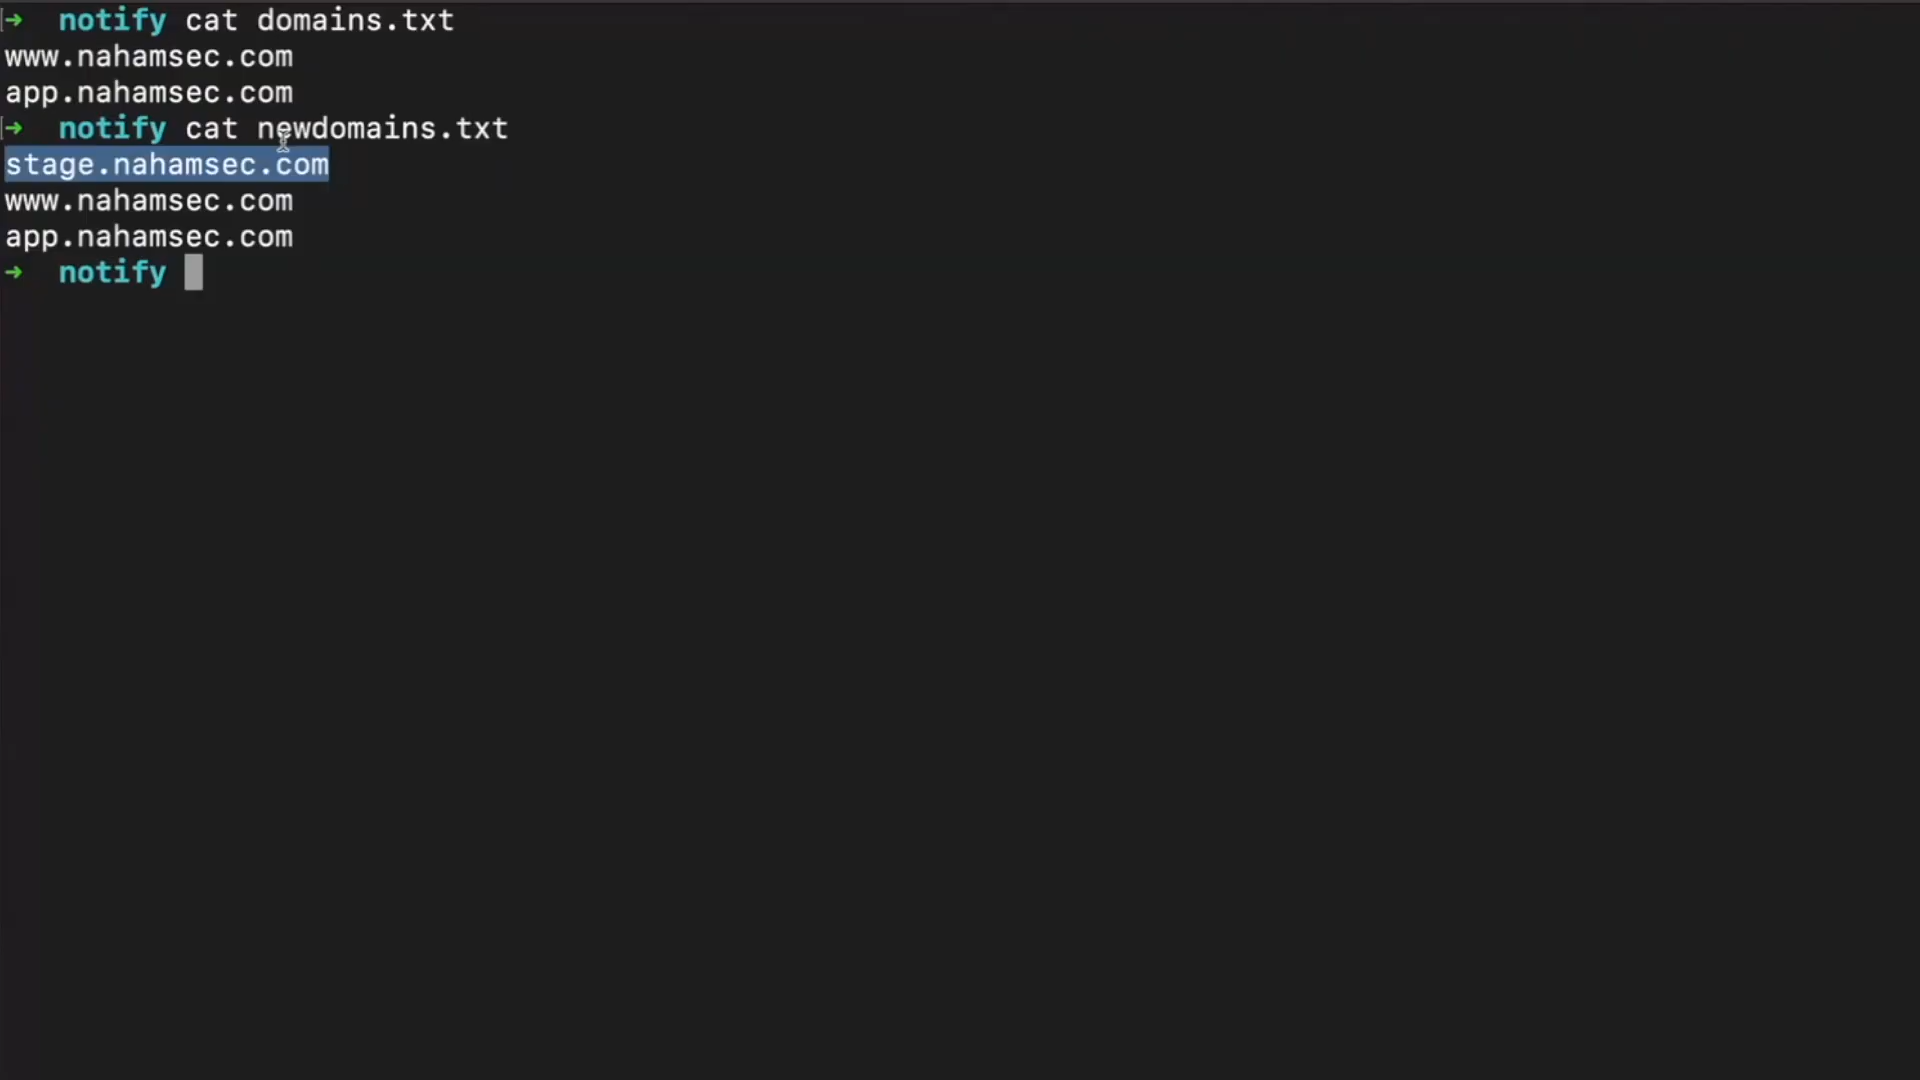 → notify cat domains.txt
www.nahamsec.com
app.nahamsec.com
→ notify cat newdomains.txt
stage.nahamsec.com
www.nahamsec.com
app.nahamsec.com
→ notify